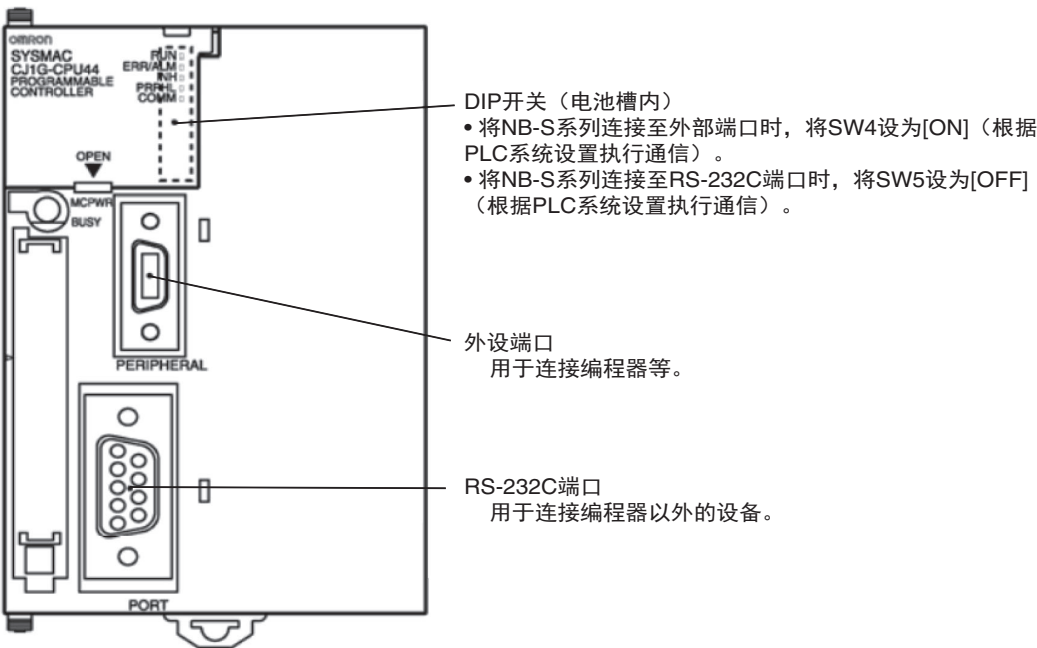 omron
SYSMAC
CJ1G-CPU44
PROGRAMMABLE
CONTROLLER
RUN
ERR/ALM
INH
PRPHL
COMM
OPEN
MCPWR
BUSY
PERIPHERAL
PORT
DIP开关（电池槽内）
• 将NB-S系列连接至外部端口时，将SW4设为[ON]（根据
PLC系统设置执行通信）。
• 将NB-S系列连接至RS-232C端口时，将SW5设为[OFF]
（根据PLC系统设置执行通信）。
外设端口
用于连接编程器等。
RS-232C端口
用于连接编程器以外的设备。